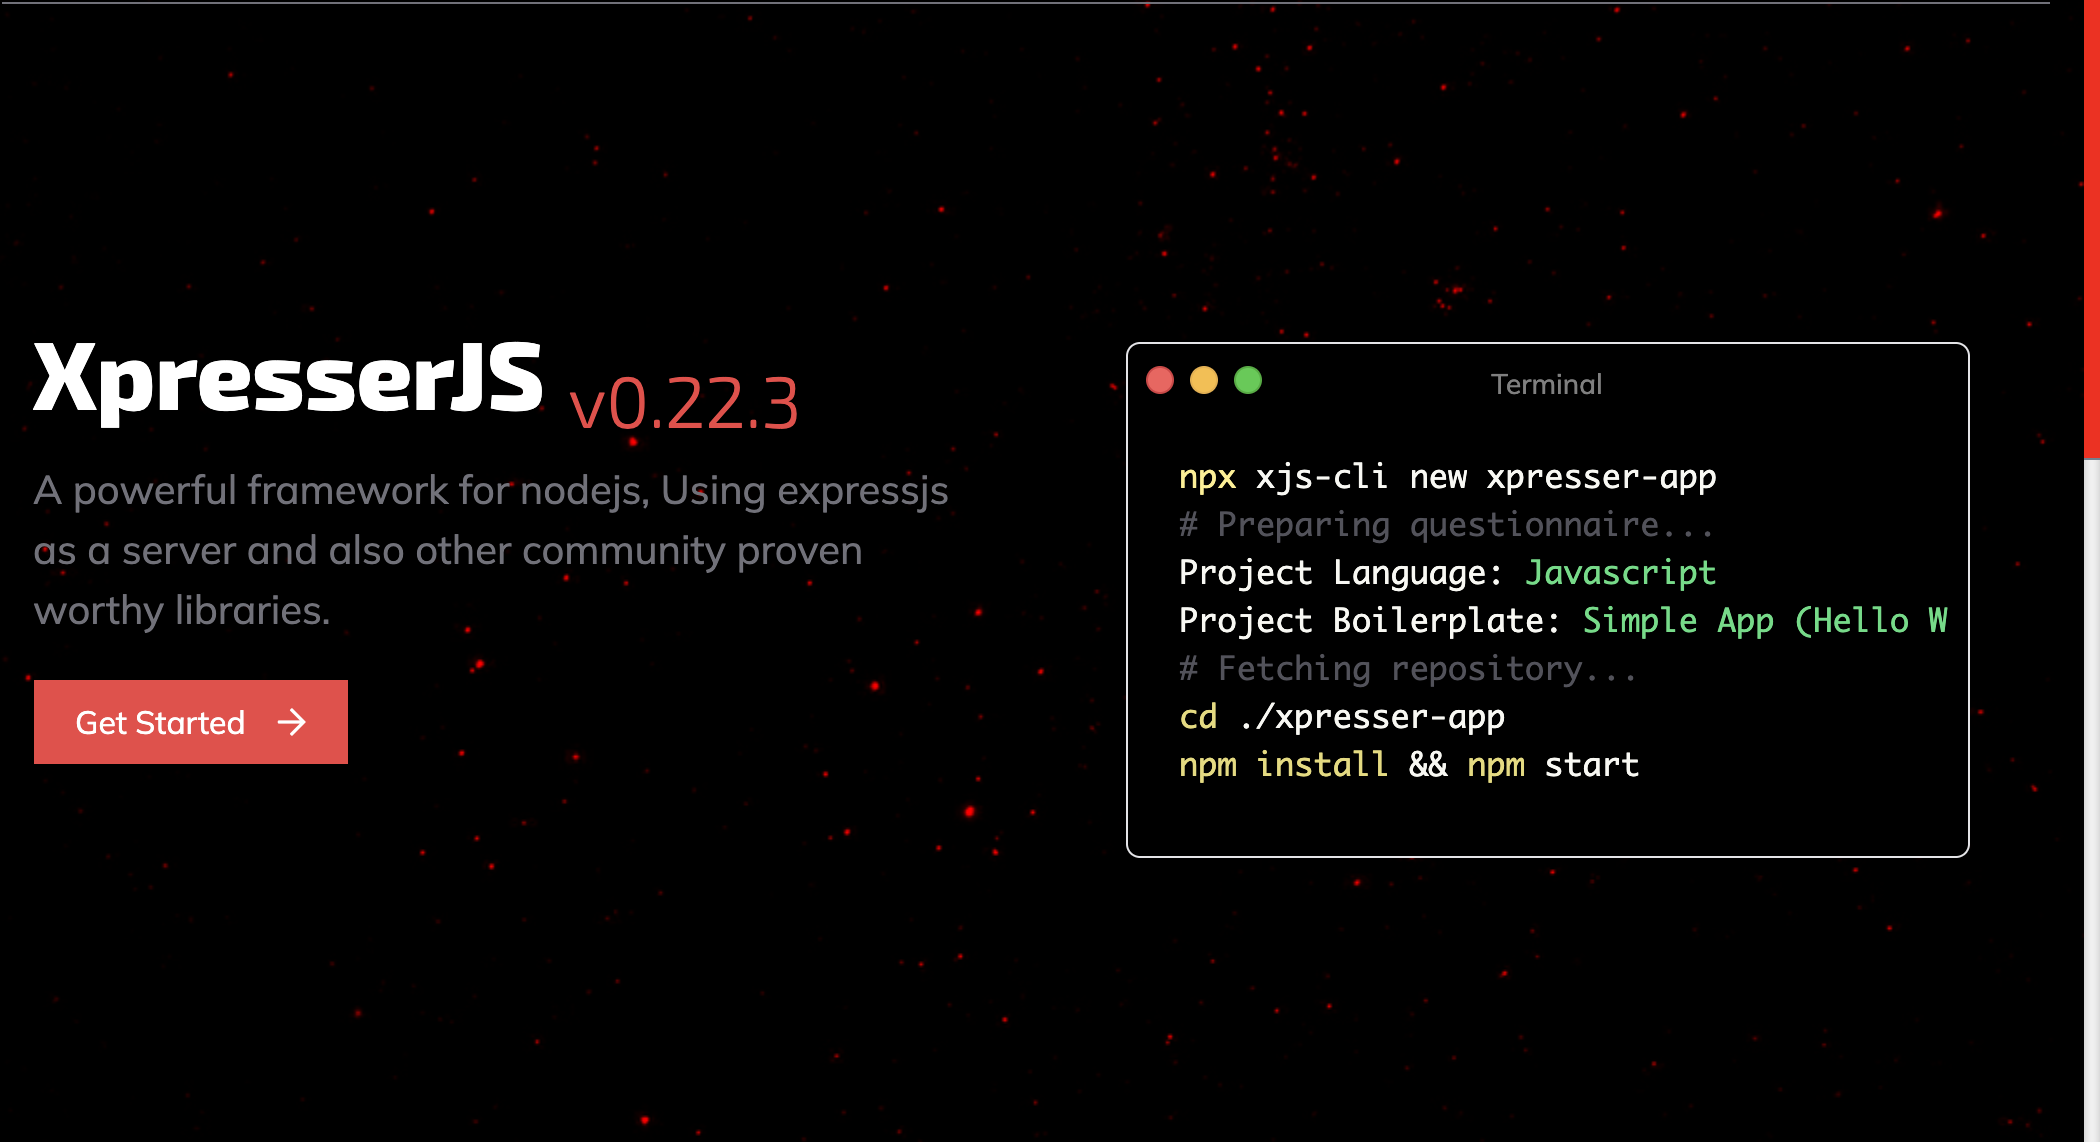 XpresserJS v0.22.3
A powerful framework for nodejs, Using expressjs
as a server and also other community proven
worthy libraries.
Get Started
Terminal
npx xjs-cli new xpresser-app
# Preparing questionnaire...
Project Language: Javascript
Project Boilerplate: Simple App (Hello W
# Fetching repository...
cd ./xpresser-app
npm install && npm start